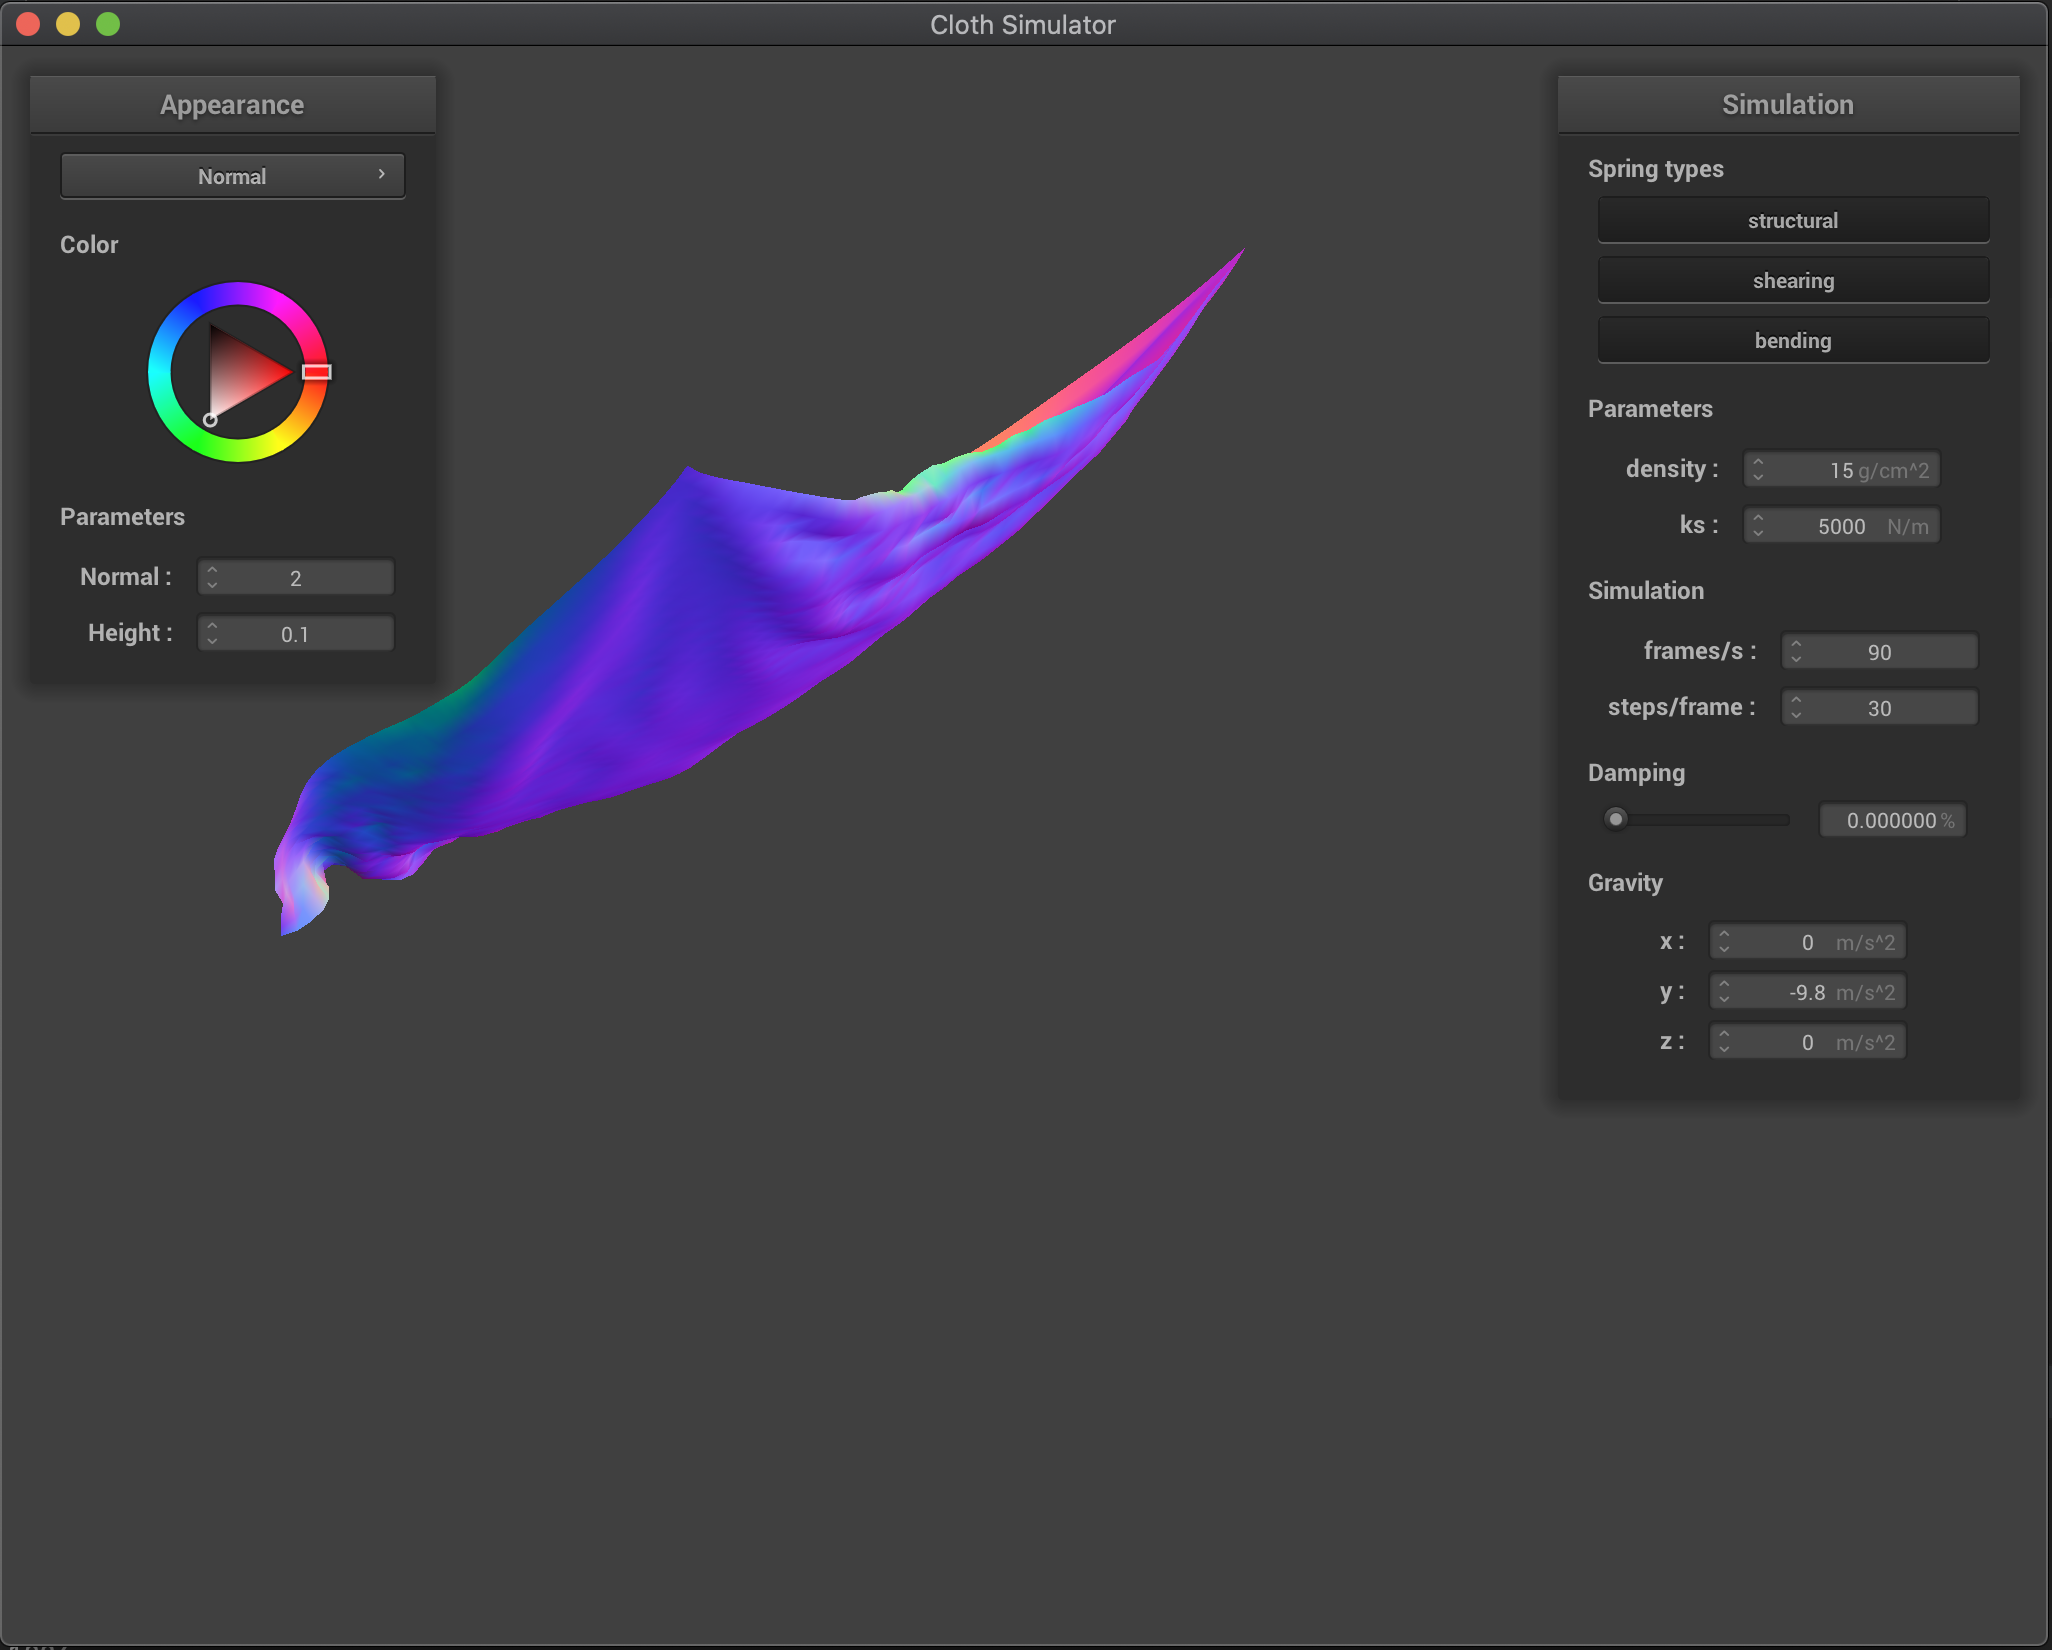 Cloth Simulator
Appearance
Normal
Color
Parameters
Normal : 2
Height : 0.1
Simulation
Spring types
structural
shearing
bending
Parameters
density : 15 g/cm^2
ks : 5000 N/m
Simulation
frames/s : 90
steps/frame : 30
Damping
0.000000 %
Gravity
x : 0 m/s^2
y : -9.8 m/s^2
z : 0 m/s^2